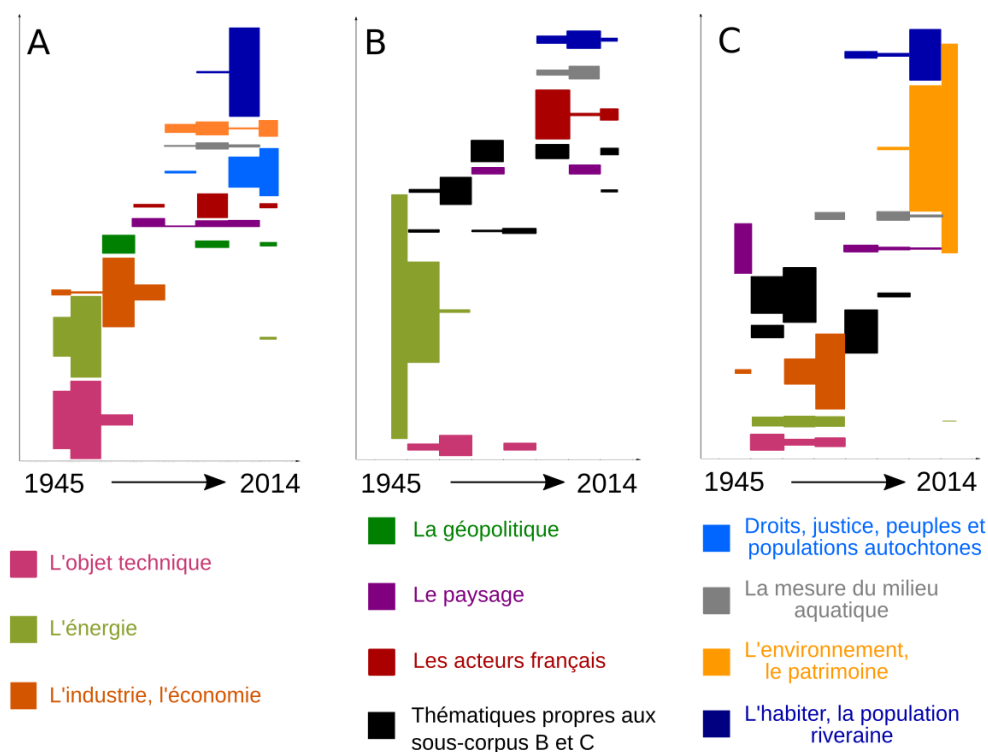 A
B
C
1945
2014
1945
2014
1945
2014
L'objet technique
L'énergie
L'industrie, l'économie
La géopolitique
Le paysage
Les acteurs français
Thématiques propres aux
sous-corpus B et C
Droits, justice, peuples et
populations autochtones
La mesure du milieu
aquatique
L'environnement,
le patrimoine
L'habiter, la population
riveraine